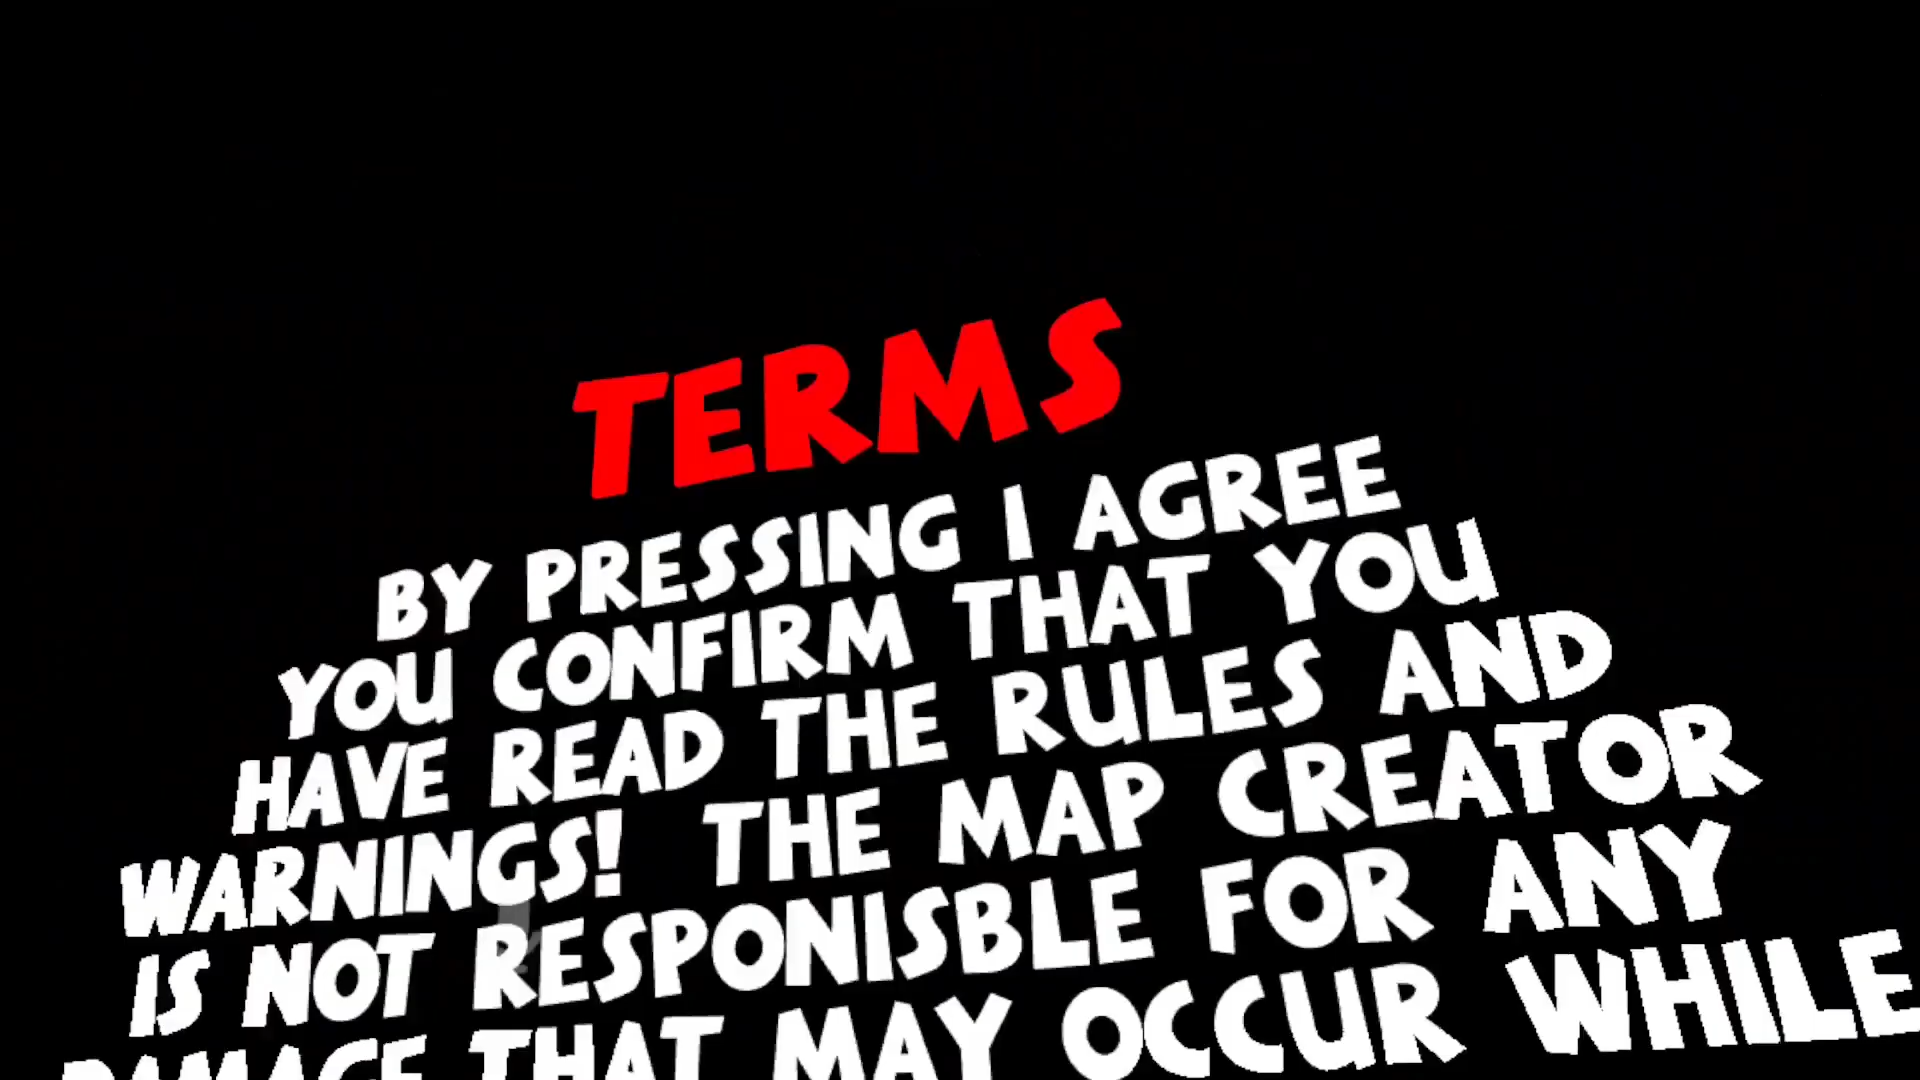 TERMS
BY PRESSING I AGREE
YOU CONFIRM THAT YOU
HAVE READ THE RULES AND
WARNINGS! THE MAP CREATOR
IS NOT RESPONISBLE FOR ANY
DAMAGE THAT MAY OCCUR WHILE